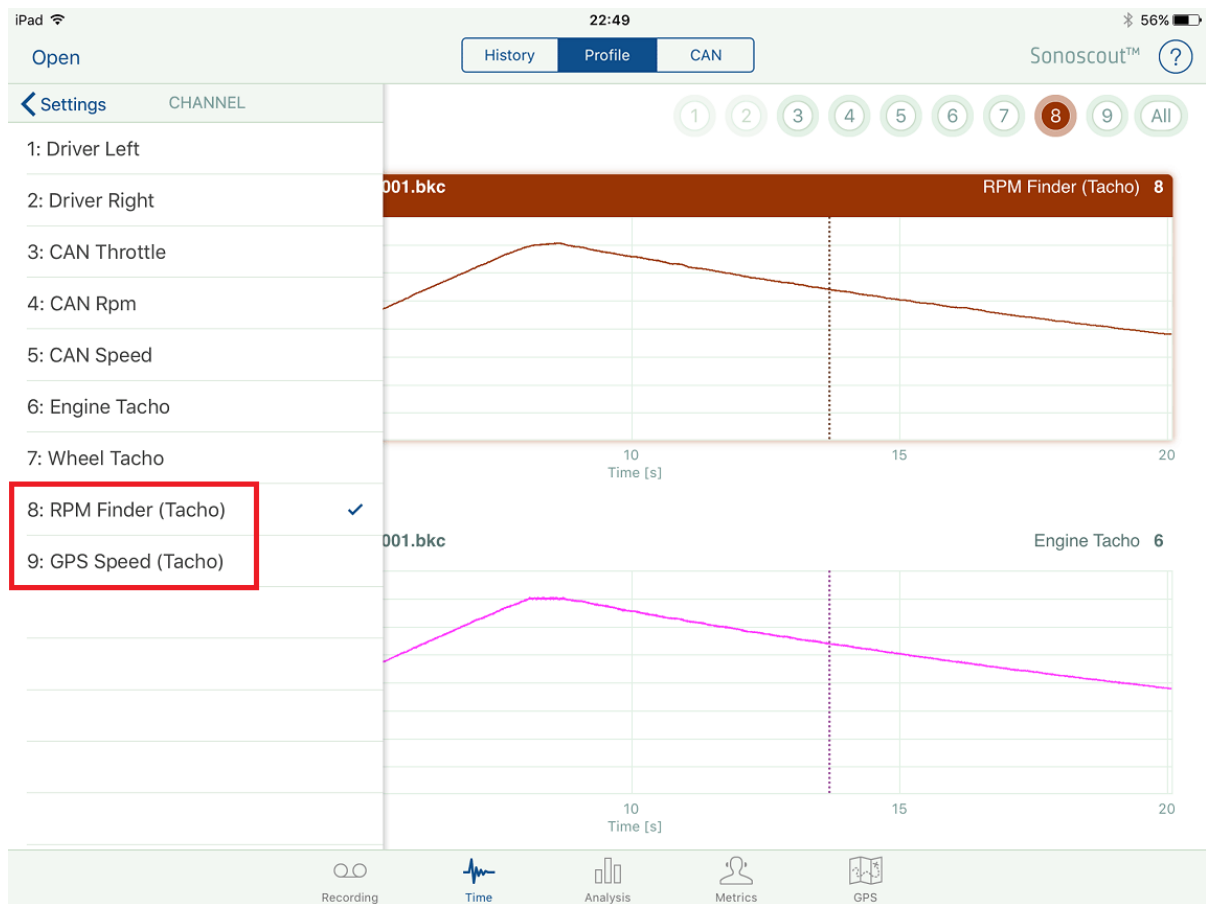 iPad 22:49 56%
Open History Profile CAN Sonoscout™ ?
Settings CHANNEL
1 2 3 4 5 6 7 8 9 All
1: Driver Left
2: Driver Right
3: CAN Throttle
4: CAN Rpm
5: CAN Speed
6: Engine Tacho
7: Wheel Tacho
8: RPM Finder (Tacho)
9: GPS Speed (Tacho)
001.bkc RPM Finder (Tacho) 8
10 15 20
Time [s]
001.bkc Engine Tacho 6
10 15 20
Time [s]
Recording Time Analysis Metrics GPS